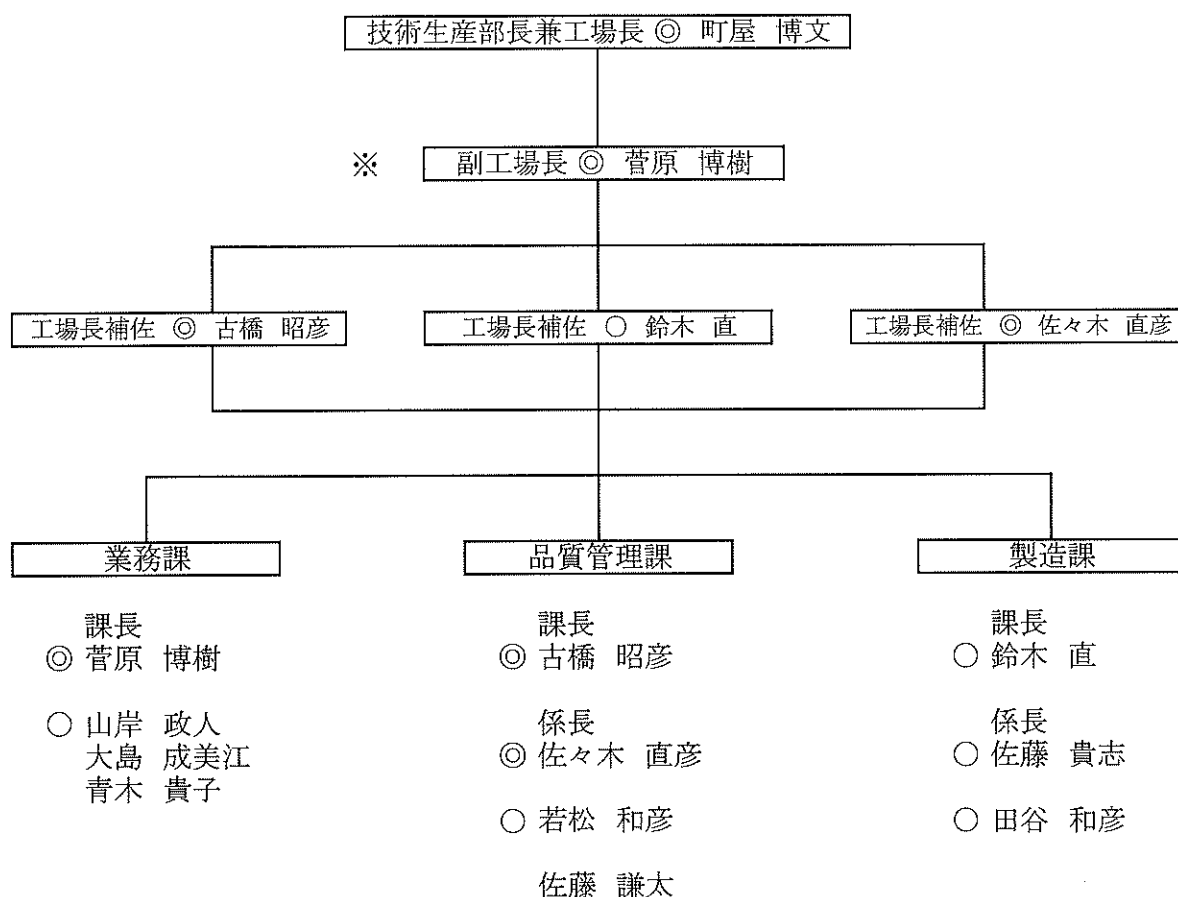 技術生産部長兼工場長 ◎ 町屋 博文
※ 副工場長 ◎ 菅原 博樹
工場長補佐 ◎ 古橋 昭彦
工場長補佐 ○ 鈴木 直
工場長補佐 ◎ 佐々木 直彦
業務課
課長
◎ 菅原 博樹
○ 山岸 政人
大島 成美江
青木 貴子
品質管理課
課長
◎ 古橋 昭彦
係長
◎ 佐々木 直彦
○ 若松 和彦
佐藤 謙太
製造課
課長
○ 鈴木 直
係長
○ 佐藤 貴志
○ 田谷 和彦